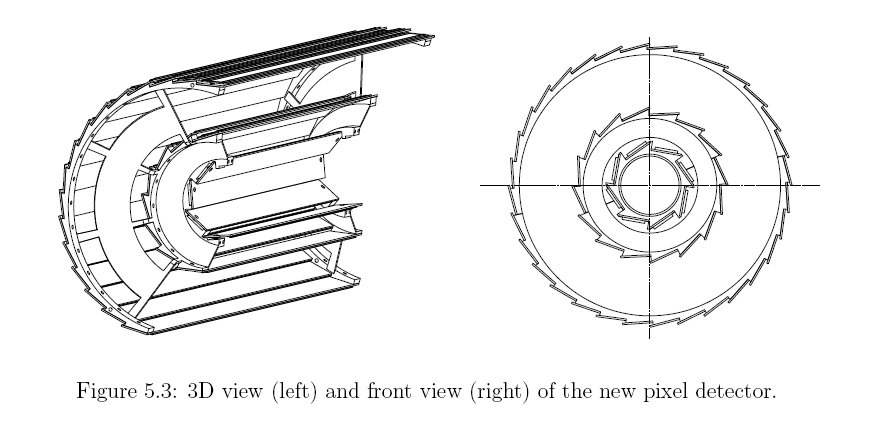 Figure 5.3: 3D view (left) and front view (right) of the new pixel detector.